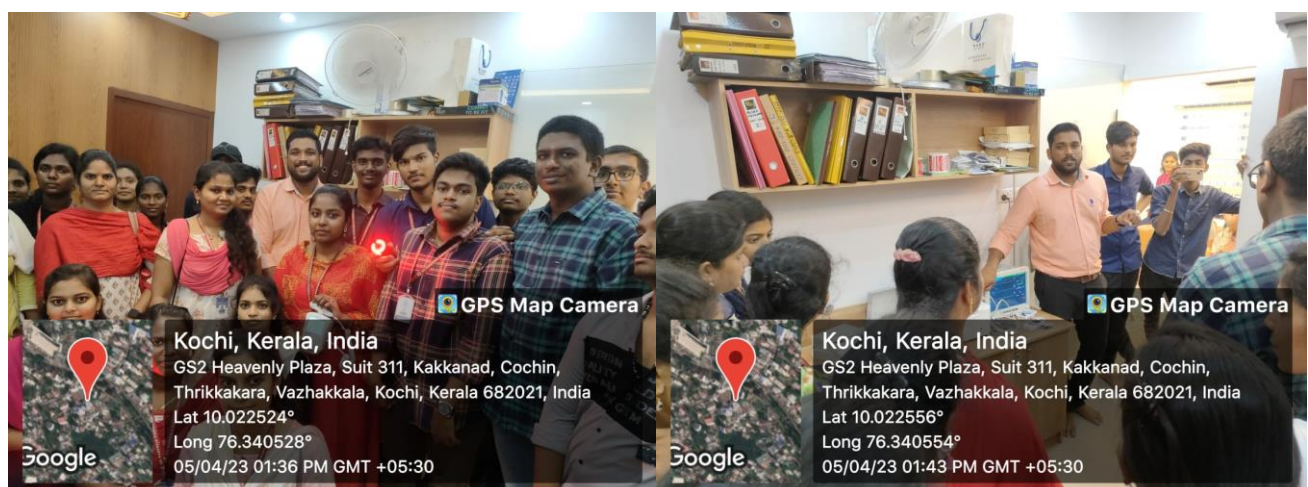 GPS Map Camera
Kochi, Kerala, India
GS2 Heavenly Plaza, Suit 311, Kakkanad, Cochin,
Thrikkakara, Vazhakkala, Kochi, Kerala 682021, India
Lat 10.022524°
Long 76.340528°
05/04/23 01:36 PM GMT +05:30
Google
GPS Map Camera
Kochi, Kerala, India
GS2 Heavenly Plaza, Suit 311, Kakkanad, Cochin,
Thrikkakara, Vazhakkala, Kochi, Kerala 682021, India
Lat 10.022556°
Long 76.340554°
05/04/23 01:43 PM GMT +05:30
Google